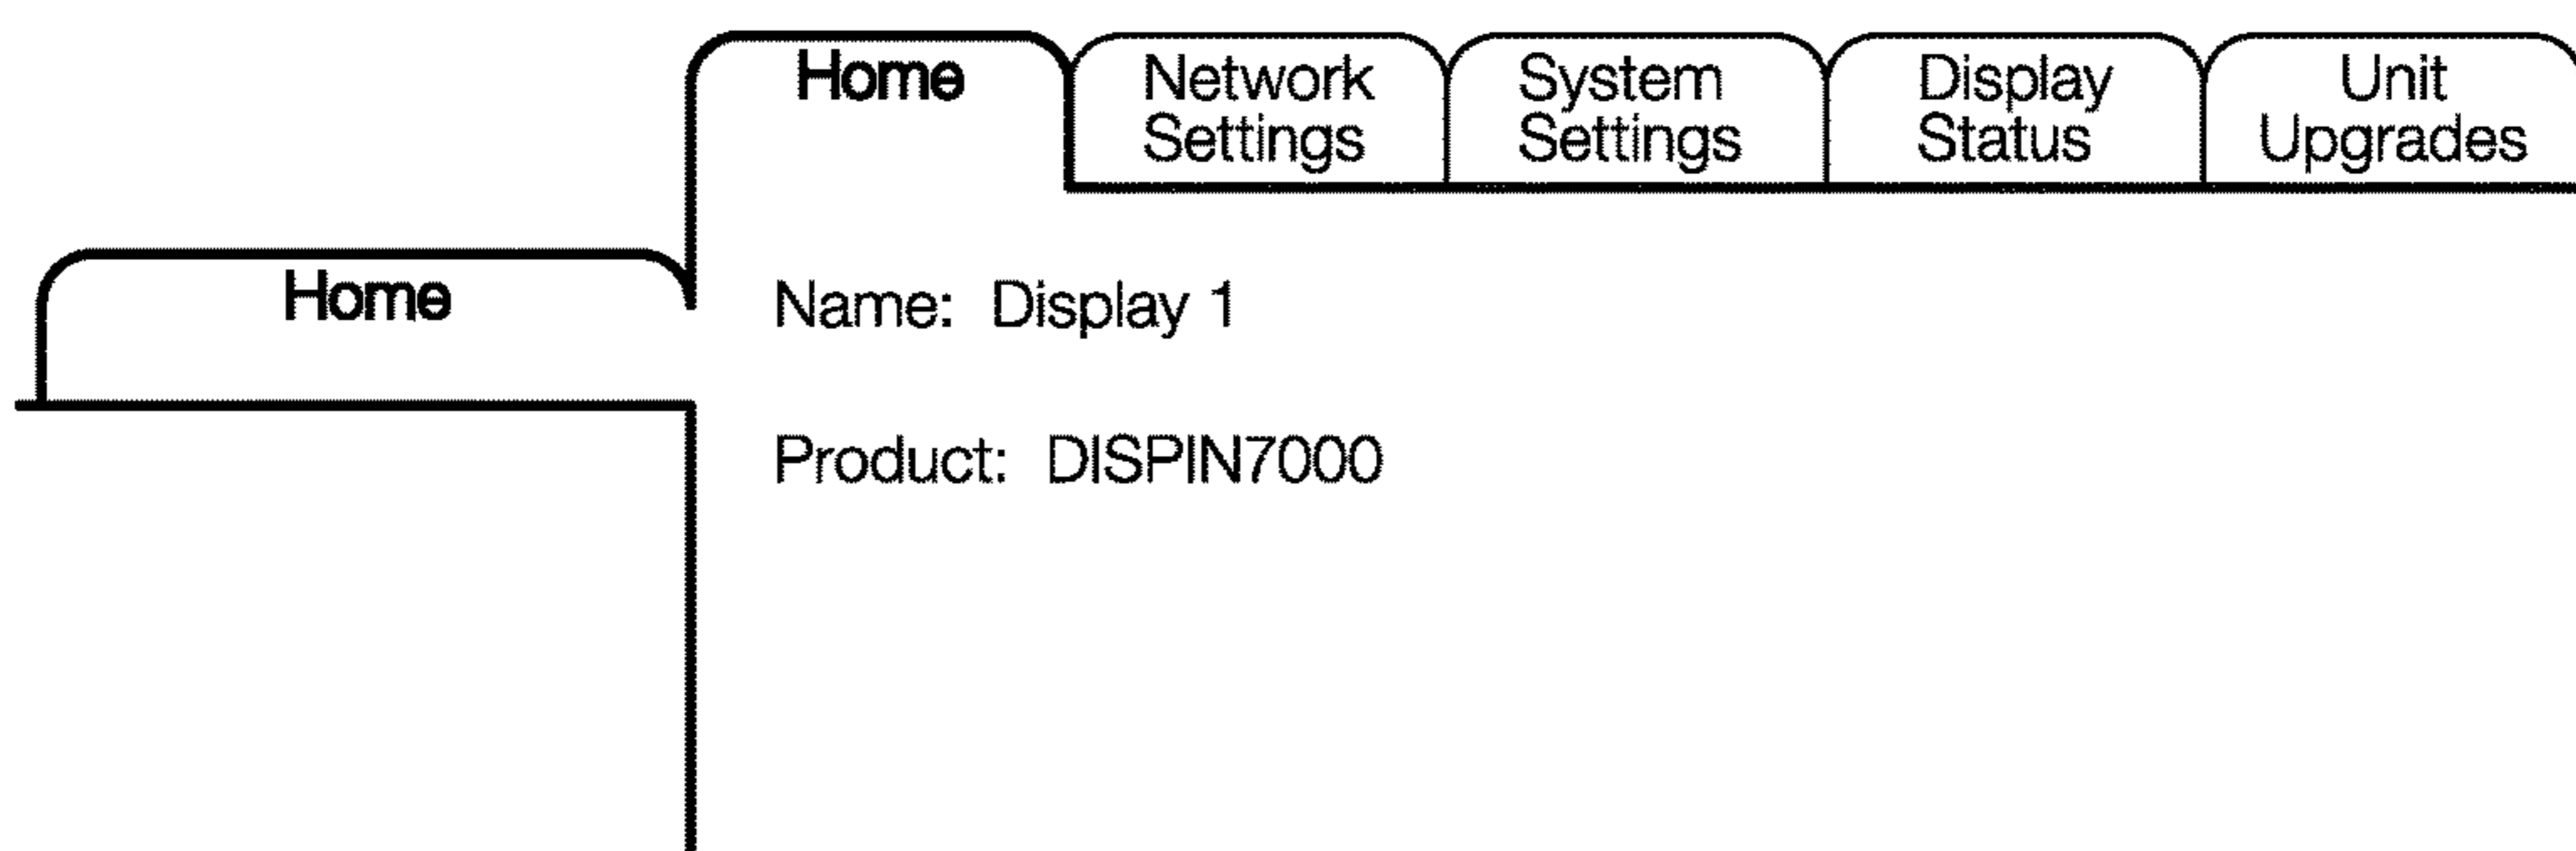 Home
Network
Settings
System
Settings
Display
Status
Unit
Upgrades
Home
Name: Display 1
Product: DISPIN7000